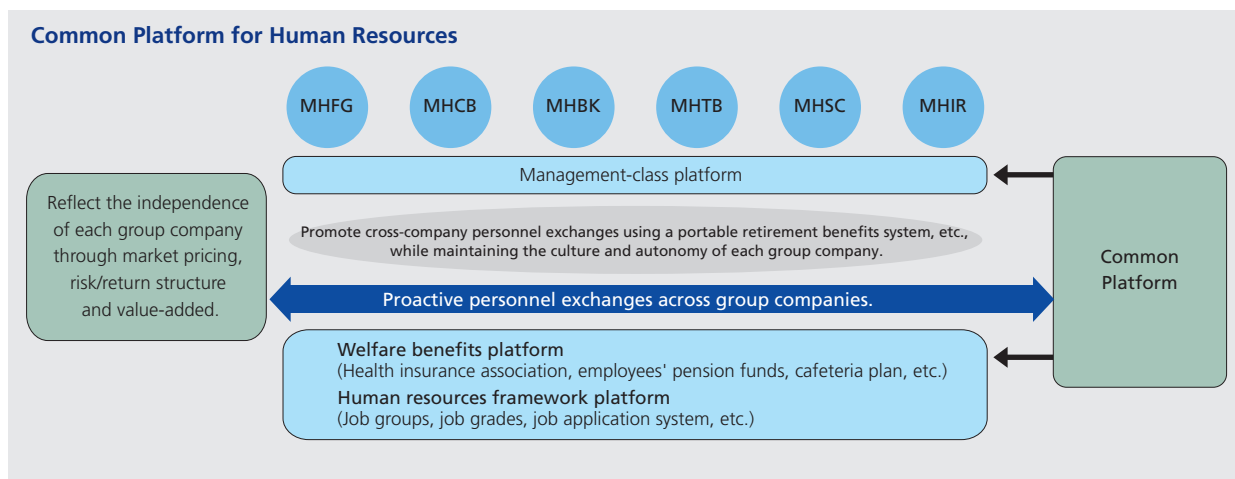 Common Platform for Human Resources
MHFG MHCB MHBK MHTB MHSC MHIR
Management-class platform
Reflect the independence
of each group company
through market pricing,
risk/return structure
and value-added.
Promote cross-company personnel exchanges using a portable retirement benefits system, etc.,
while maintaining the culture and autonomy of each group company.
Proactive personnel exchanges across group companies.
Common
Platform
Welfare benefits platform
(Health insurance association, employees' pension funds, cafeteria plan, etc.)
Human resources framework platform
(Job groups, job grades, job application system, etc.)